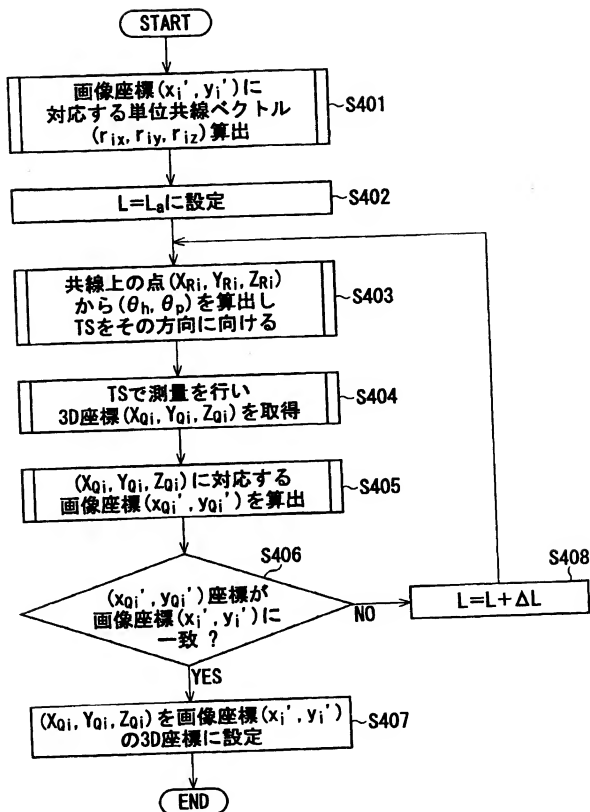 START
画像座標(xi',yi')に
対応する単位共線ベクトル
(rix,riy,riz)算出
S401
L=Laに設定
S402
共線上の点(XRi,YRi,ZRi)
から(θh,θp)を算出し
TSをその方向に向ける
S403
TSで測量を行い
3D座標(XQi,YQi,ZQi)を取得
S404
(XQi,YQi,ZQi)に対応する
画像座標(xQi',yQi')を算出
S405
S406
(xQi',yQi')座標が
画像座標(xi',yi')に
一致?
NO
S408
L=L+ΔL
YES
(XQi,YQi,ZQi)を画像座標(xi',yi')
の3D座標に設定
S407
END